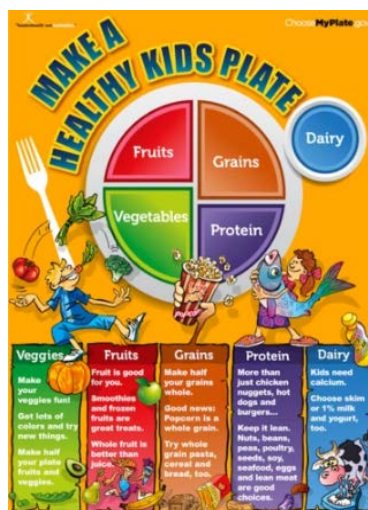 ChooseMyPlate.gov
MAKE A
HEALTHY KIDS PLATE
Fruits
Grains
Dairy
Vegetables
Protein
popcorn
Veggies
Make
your
veggies fun!
Get lots of
colors and try
new things.
Make half
your plate
fruits and
veggies.
Fruits
Fruit is good
for you.
Smoothies
and frozen
fruits are
great treats.
Whole fruit is
better than
juice.
Grains
Make half
your grains
whole.
Good news:
Popcorn is a
whole grain.
Try whole
grain pasta,
cereal and
bread, too.
Protein
More than
just chicken
nuggets, hot
dogs and
burgers...
Keep it lean.
Nuts, beans,
peas, poultry,
seeds, soy,
seafood, eggs
and lean meat
are good
choices.
Dairy
Kids need
calcium.
Choose skim
or 1% milk
and yogurt,
too.